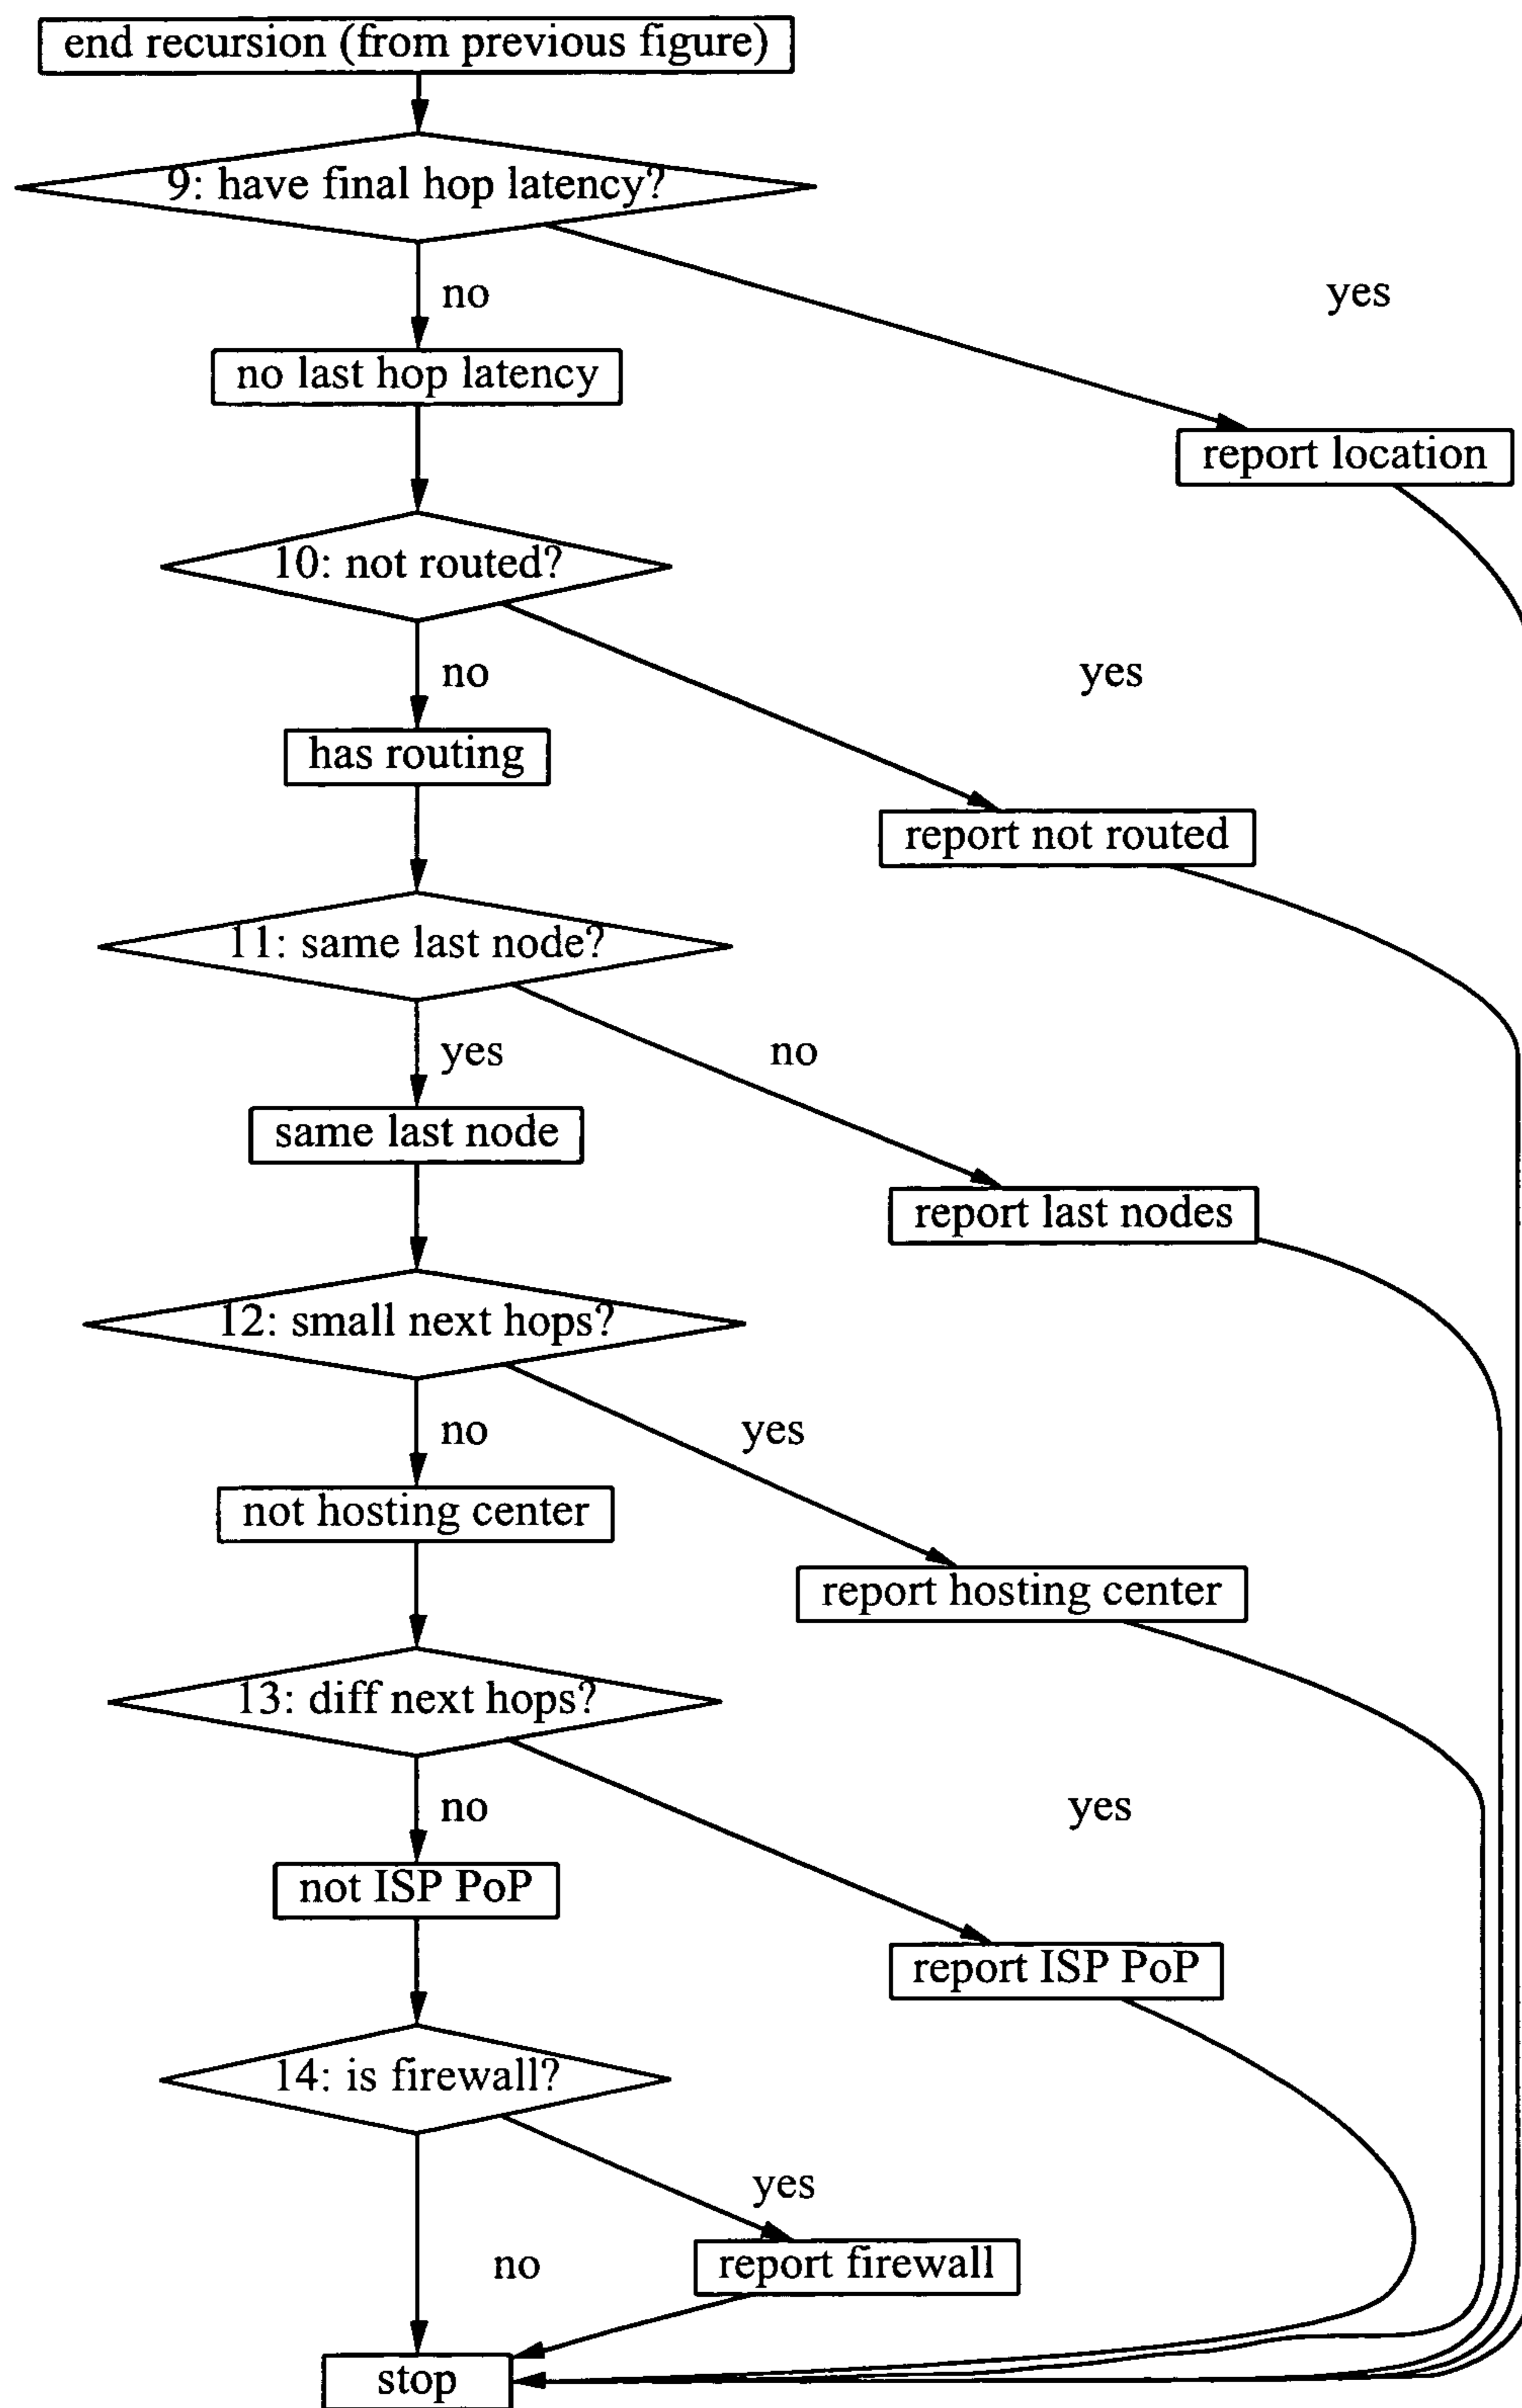 end recursion (from previous figure)
9: have final hop latency?
no
yes
no last hop latency
report location
10: not routed?
no
yes
has routing
report not routed
11: same last node?
yes
no
same last node
report last nodes
12: small next hops?
no
yes
not hosting center
report hosting center
13: diff next hops?
no
yes
not ISP PoP
report ISP PoP
14: is firewall?
yes
no
report firewall
stop